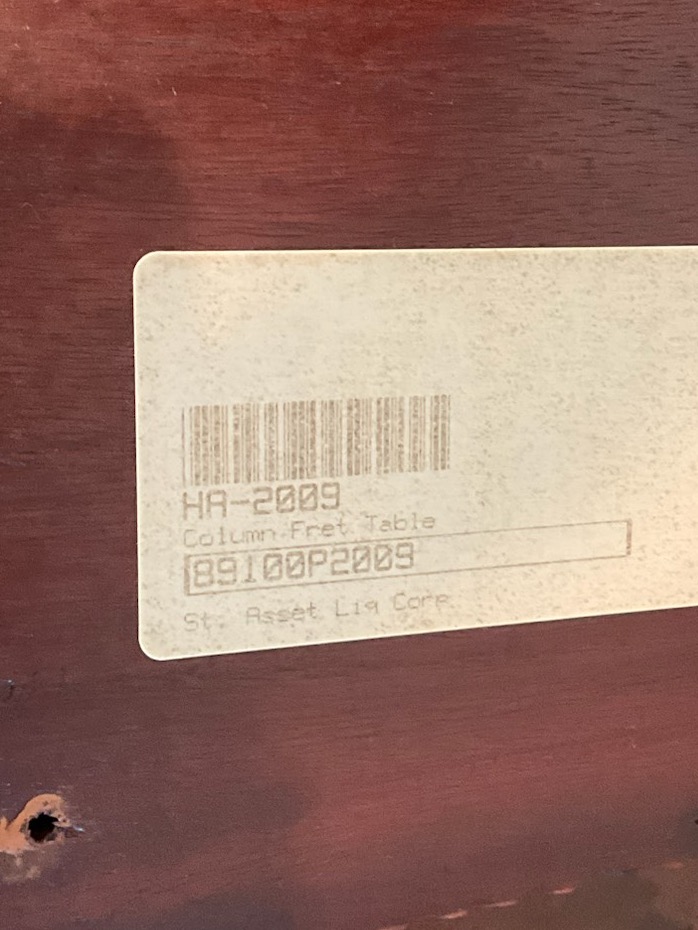 HA-2009
Column Fret Table
89100P2009
St. Asset Liq Corp